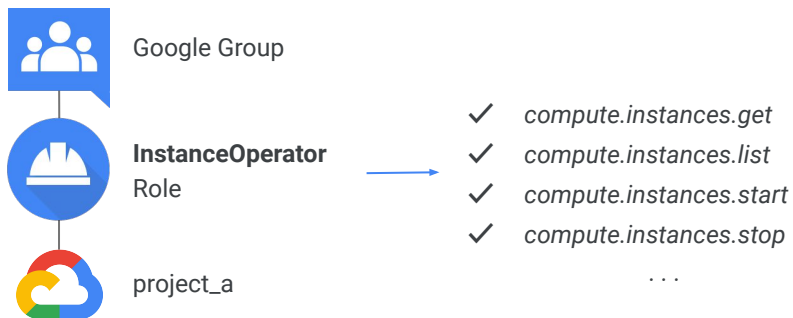 Google Group
InstanceOperator
Role
project_a
compute.instances.get
compute.instances.list
compute.instances.start
compute.instances.stop
. . .